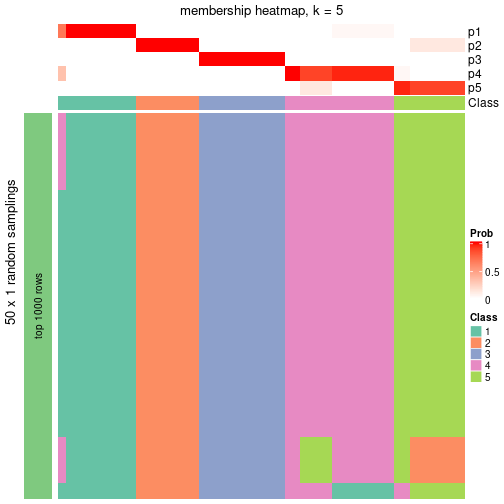 membership heatmap, k = 5
p1
p2
p3
p4
p5
Class
50 x 1 random samplings
top 1000 rows
Prob
1
0.5
0
Class
1
2
3
4
5